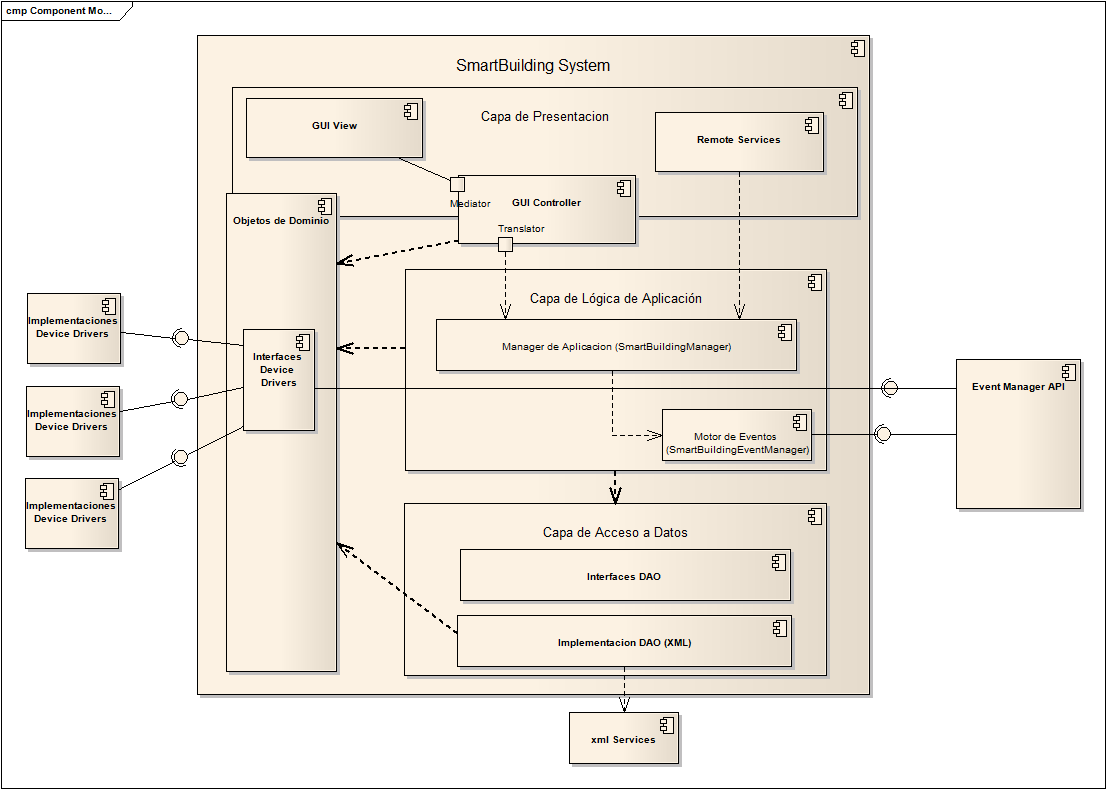 cmp Component Mo...
SmartBuilding System
Capa de Presentacion
GUI View
Remote Services
Mediator
GUI Controller
Translator
Objetos de Dominio
Capa de Lógica de Aplicación
Manager de Aplicacion (SmartBuildingManager)
Implementaciones
Device Drivers
Interfaces
Device
Drivers
Implementaciones
Device Drivers
Implementaciones
Device Drivers
Event Manager API
Motor de Eventos
(SmartBuildingEventManager)
Capa de Acceso a Datos
Interfaces DAO
Implementacion DAO (XML)
xml Services